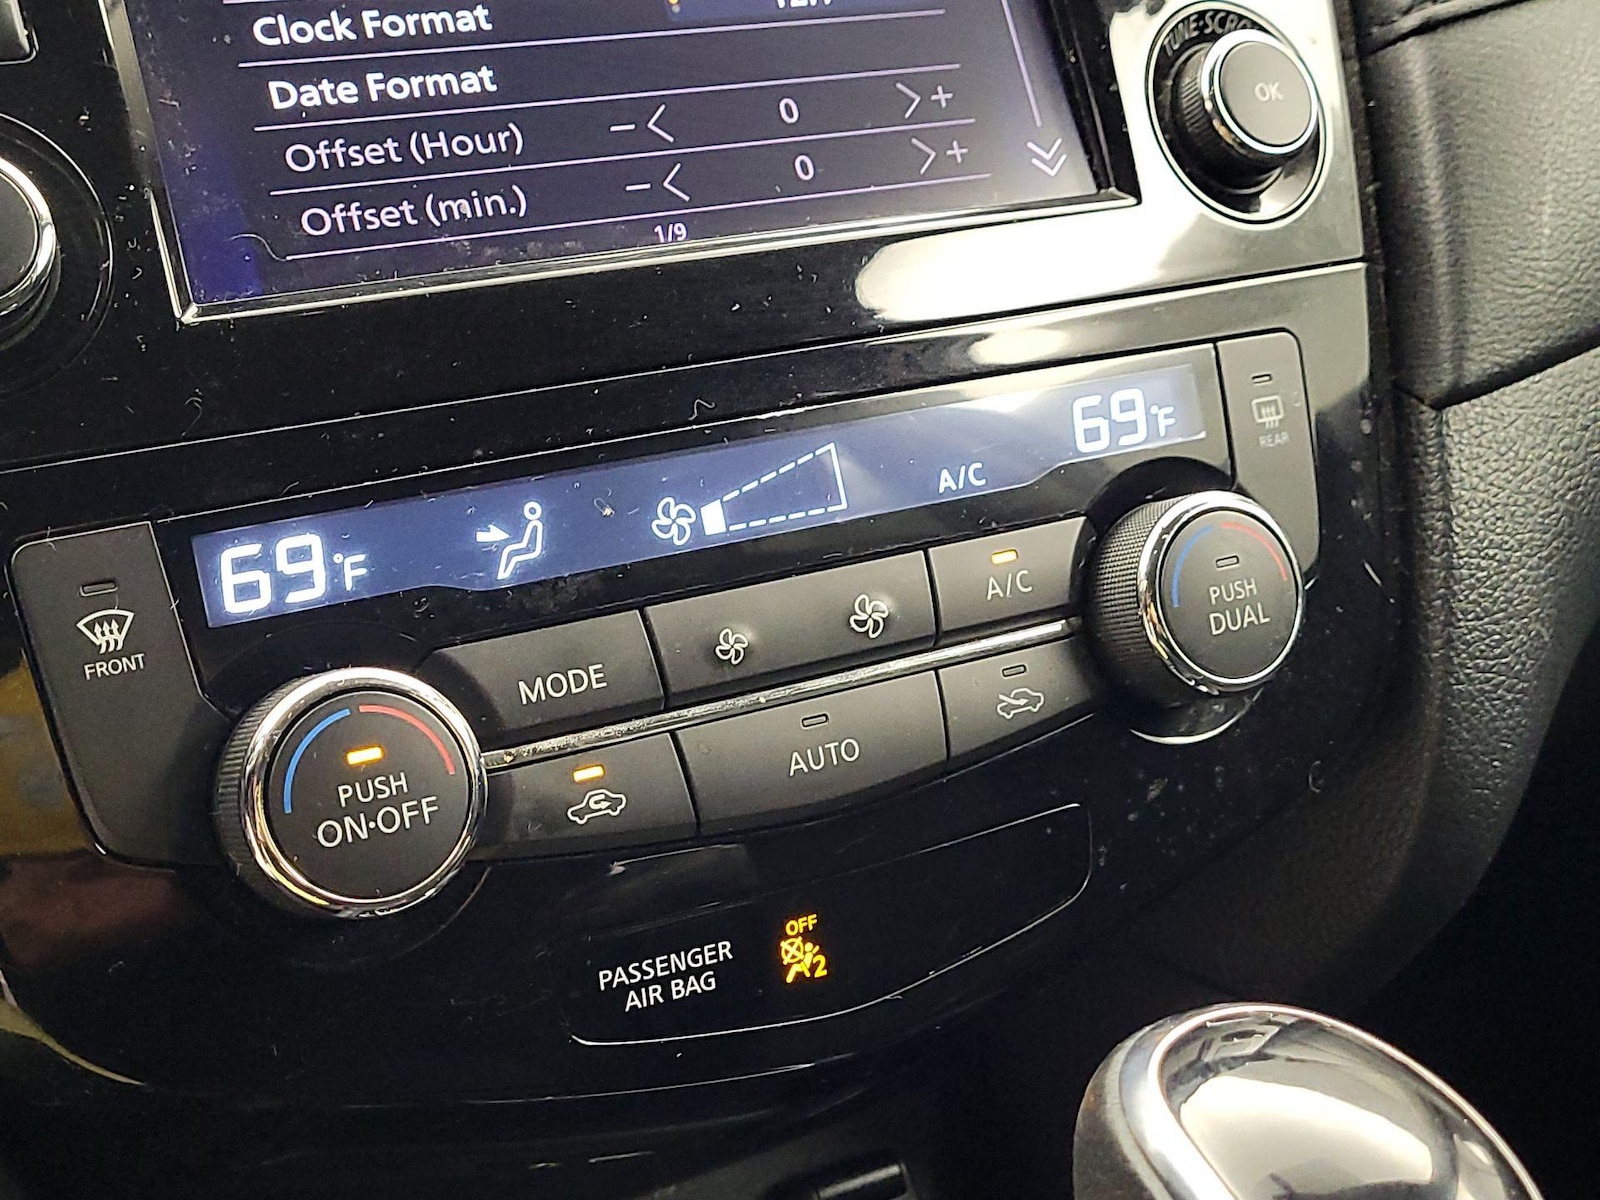 Clock Format
Date Format
Offset (Hour) −< 0 >+
Offset (min.) −< 0 >+
1/9
TUNE·SCROLL
OK
69°F A/C 69°F
REAR
FRONT
MODE
A/C
PUSH
DUAL
PUSH
ON·OFF
AUTO
PASSENGER
AIR BAG
OFF
2